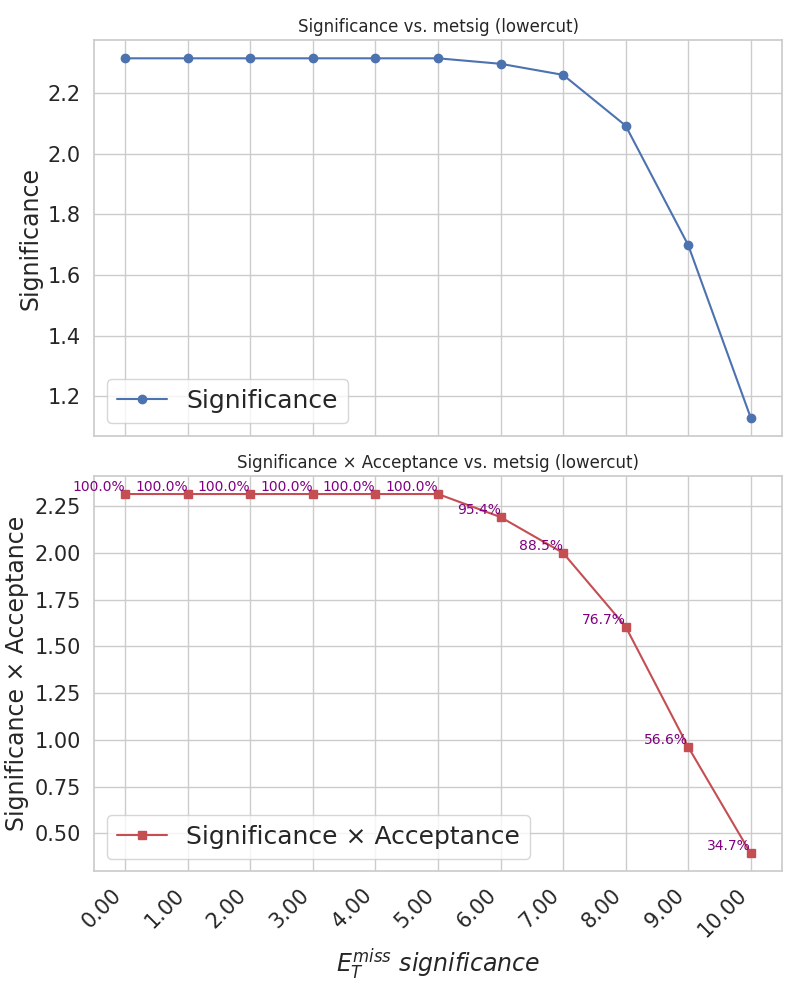 Significance vs. metsig (lowercut)
Significance
2.2
2.0
1.8
1.6
1.4
1.2
Significance
Significance × Acceptance vs. metsig (lowercut)
Significance × Acceptance
2.25
2.00
1.75
1.50
1.25
1.00
0.75
0.50
100.0% 100.0% 100.0% 100.0% 100.0% 100.0%
95.4%
88.5%
76.7%
56.6%
34.7%
Significance × Acceptance
0.00 1.00 2.00 3.00 4.00 5.00 6.00 7.00 8.00 9.00 10.00
E_T^{miss} significance